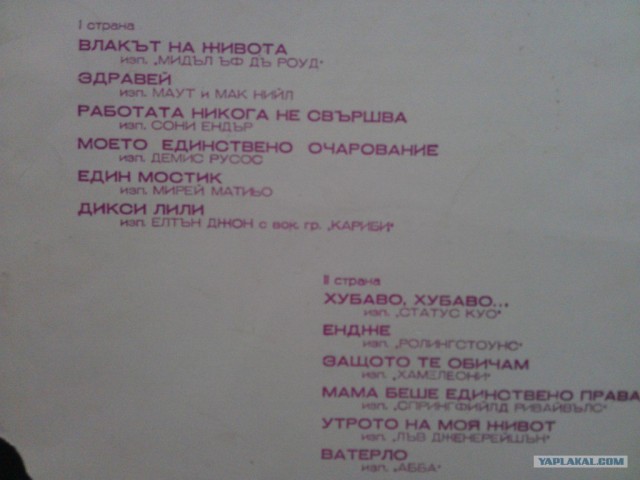 I страна
ВЛАКЪТ НА ЖИВОТА
изп. „МИДЪЛ ЪФ ДЪ РОУД"
ЗДРАВЕЙ
изп. МАУТ и МАК НИЙЛ
РАБОТАТА НИКОГА НЕ СВЪРШВА
изп. СОНИ ЕНДЪР
МОЕТО ЕДИНСТВЕНО ОЧАРОВАНИЕ
изп. ДЕМИС РУСОС
ЕДИН МОСТИК
изп. МИРЕЙ МАТИЬО
ДИКСИ ЛИЛИ
изп. ЕЛТЪН ДЖОН с вок. гр. „КАРИБИ"
II страна
ХУБАВО, ХУБАВО...
изп. „СТАТУС КУО"
ЕНДЖЕ
изп. „РОЛИНГСТОУНС"
ЗАЩОТО ТЕ ОБИЧАМ
изп. „ХАМЕЛЕОНИ"
МАМА БЕШЕ ЕДИНСТВЕНО ПРАВА
изп. „СПРИНГФИЙЛД РИВАЙВЪЛС"
УТРОТО НА МОЯ ЖИВОТ
изп. „ЛЪВ ДЖЕНЕРЕЙШЪН"
ВАТЕРЛО
изп. „АББА"
YAPLAKAL.COM